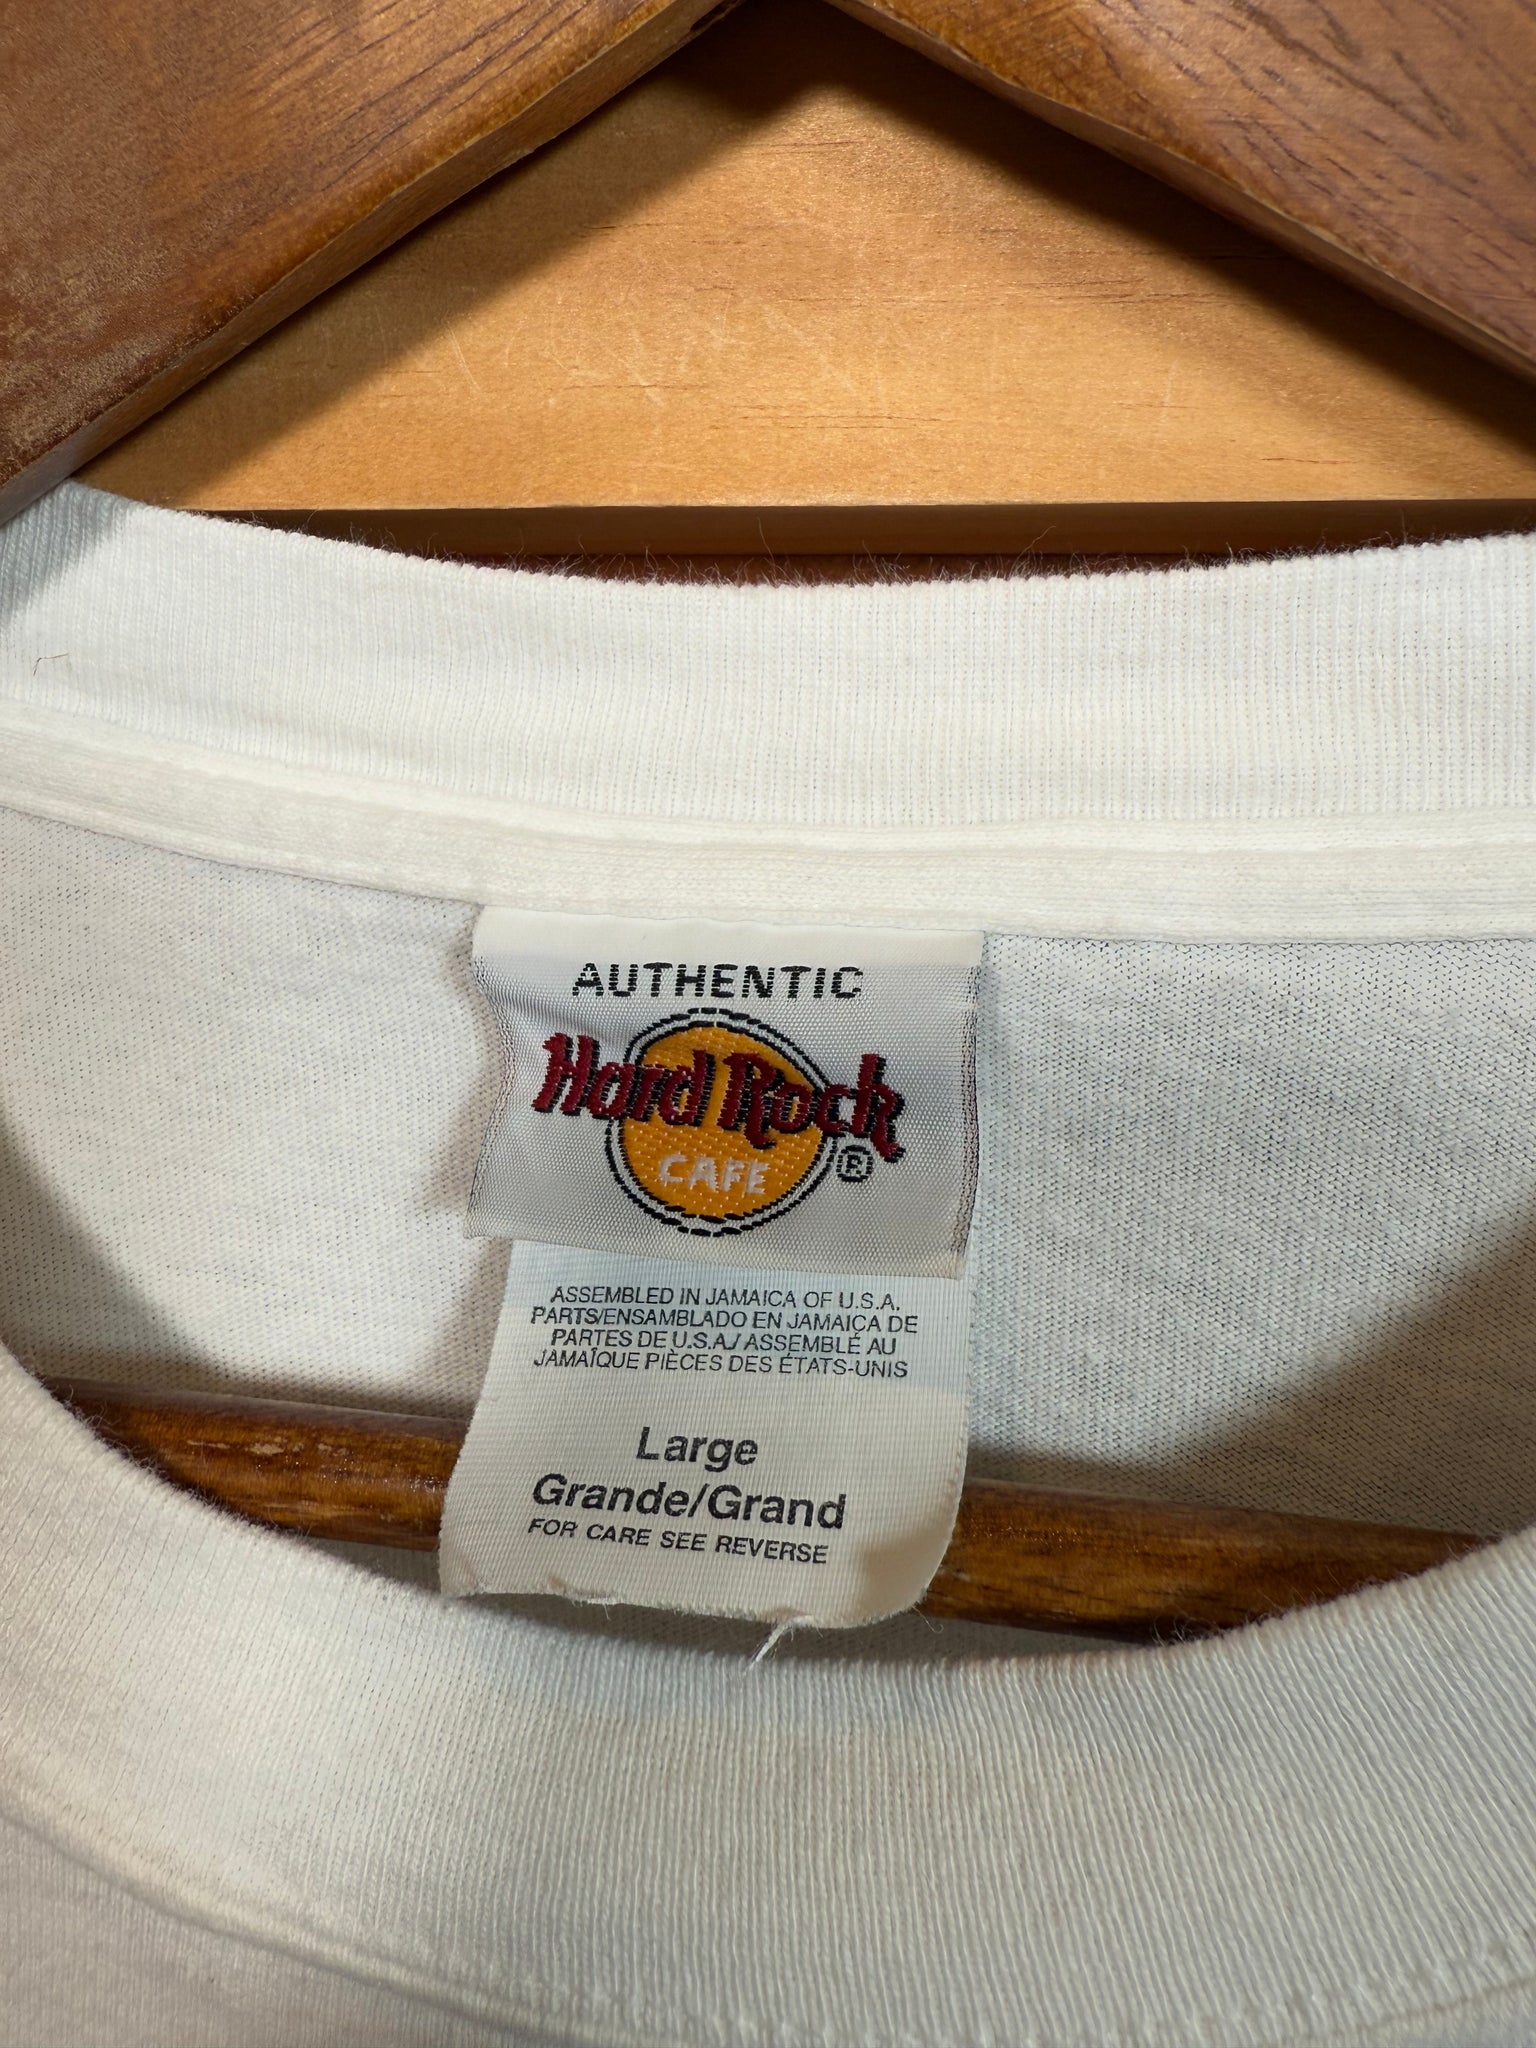 AUTHENTIC
Hard Rock
CAFE
®
ASSEMBLED IN JAMAICA OF U.S.A.
PARTS/ENSAMBLADO EN JAMAICA DE
PARTES DE U.S.A./ ASSEMBLÉ AU
JAMAÏQUE PIÈCES DES ÉTATS-UNIS
Large
Grande/Grand
FOR CARE SEE REVERSE